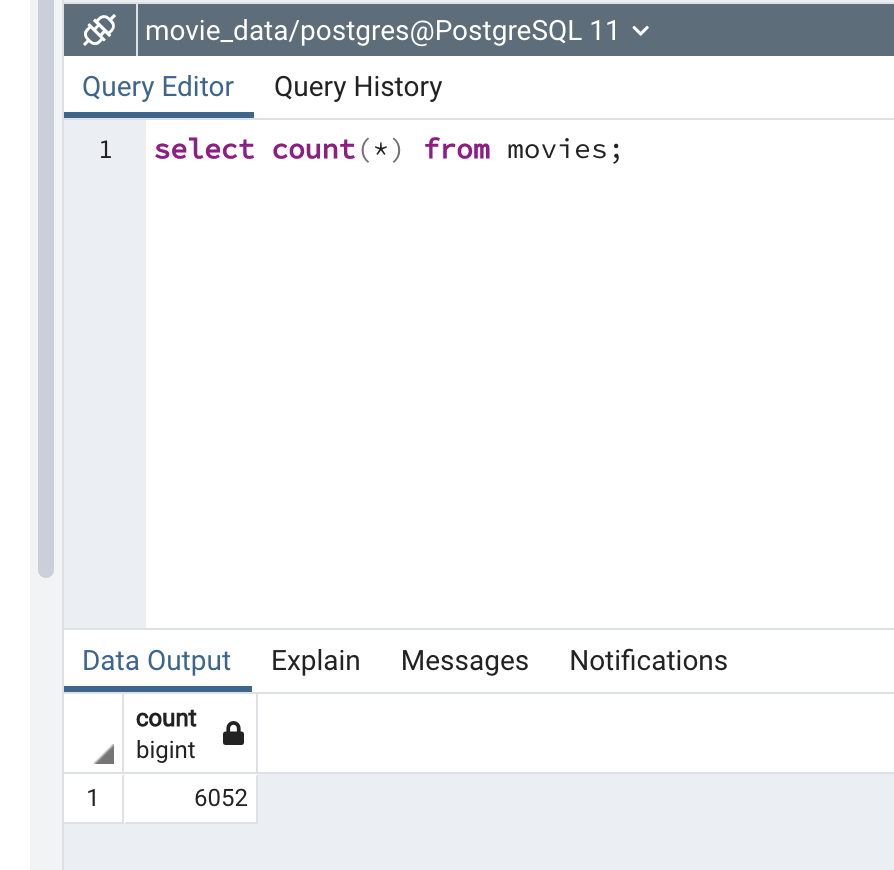 movie_data/postgres@PostgreSQL 11
Query Editor Query History
1 select count(*) from movies;
Data Output Explain Messages Notifications
count
bigint
1 6052